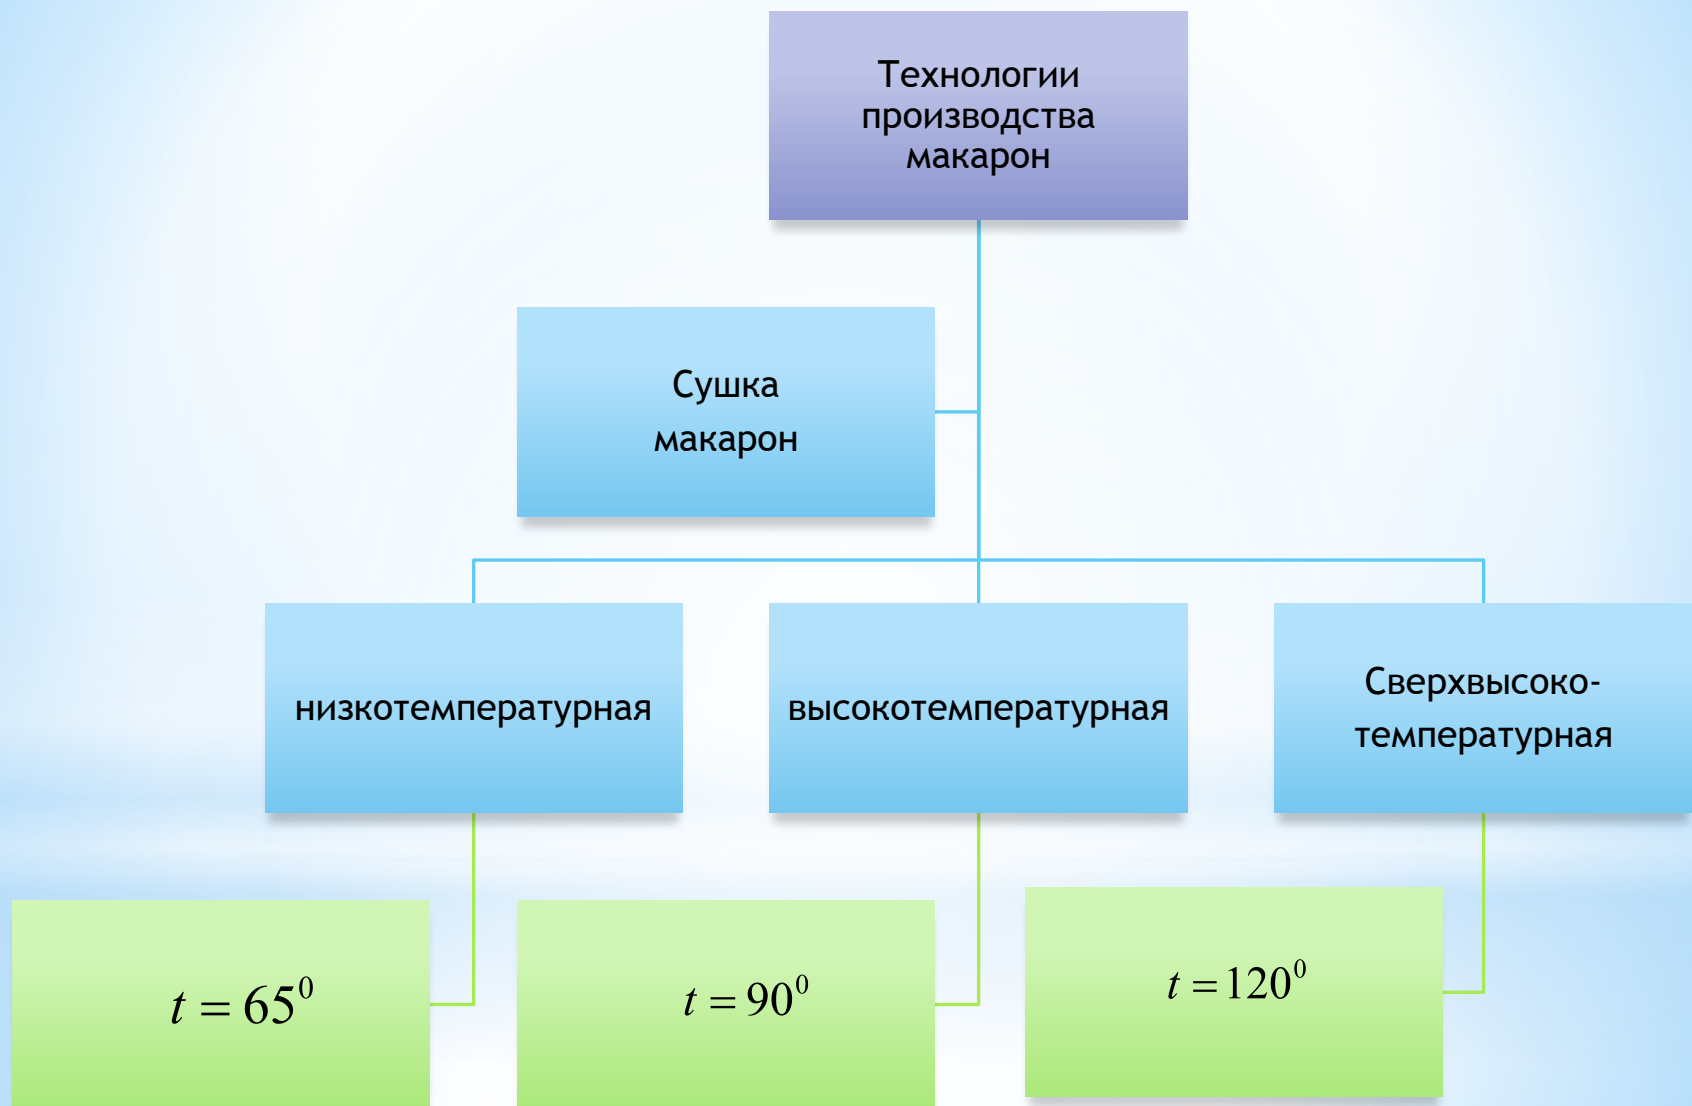 Технологии
производства
макарон
Сушка
макарон
низкотемпературная
высокотемпературная
Сверхвысоко-
температурная
t = 65⁰
t = 90⁰
t = 120⁰